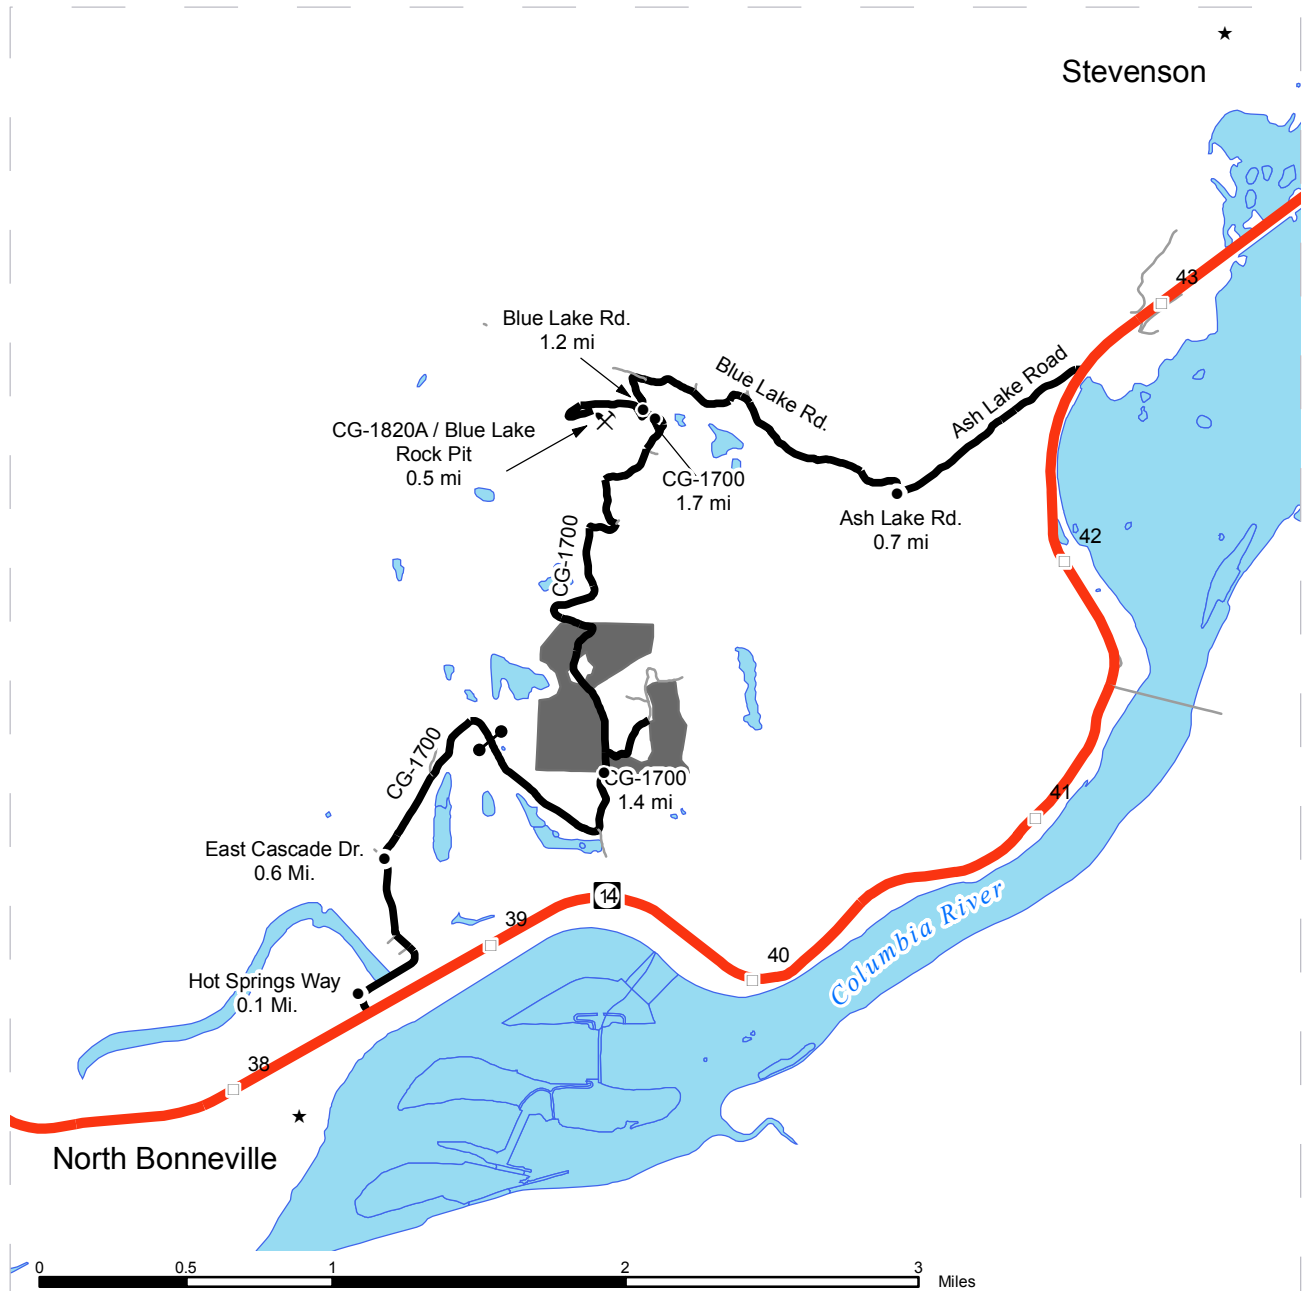 Stevenson
43
Blue Lake Rd.
1.2 mi
Blue Lake Rd.
Ash Lake Road
CG-1820A / Blue Lake
Rock Pit
0.5 mi
CG-1700
1.7 mi
Ash Lake Rd.
0.7 mi
42
CG-1700
CG-1700
CG-1700
1.4 mi
41
East Cascade Dr.
0.6 Mi.
14
39
Columbia River
40
Hot Springs Way
0.1 Mi.
38
North Bonneville
0 0.5 1 2 3
Miles